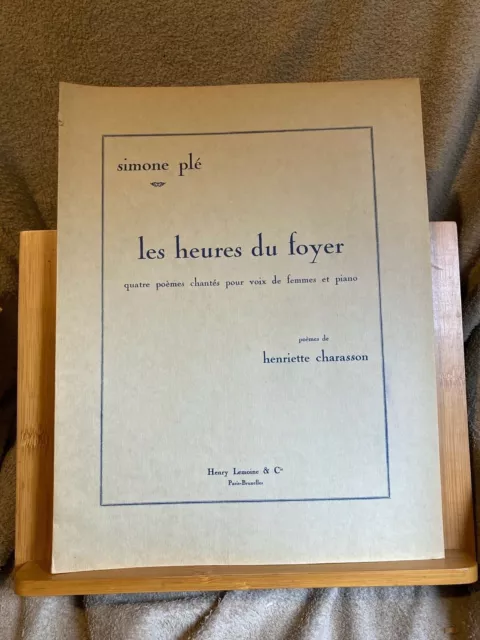 simone plé
les heures du foyer
quatre poèmes chantés pour voix de femmes et piano
poèmes de
henriette charasson
Henry Lemoine & Cie
Paris-Bruxelles